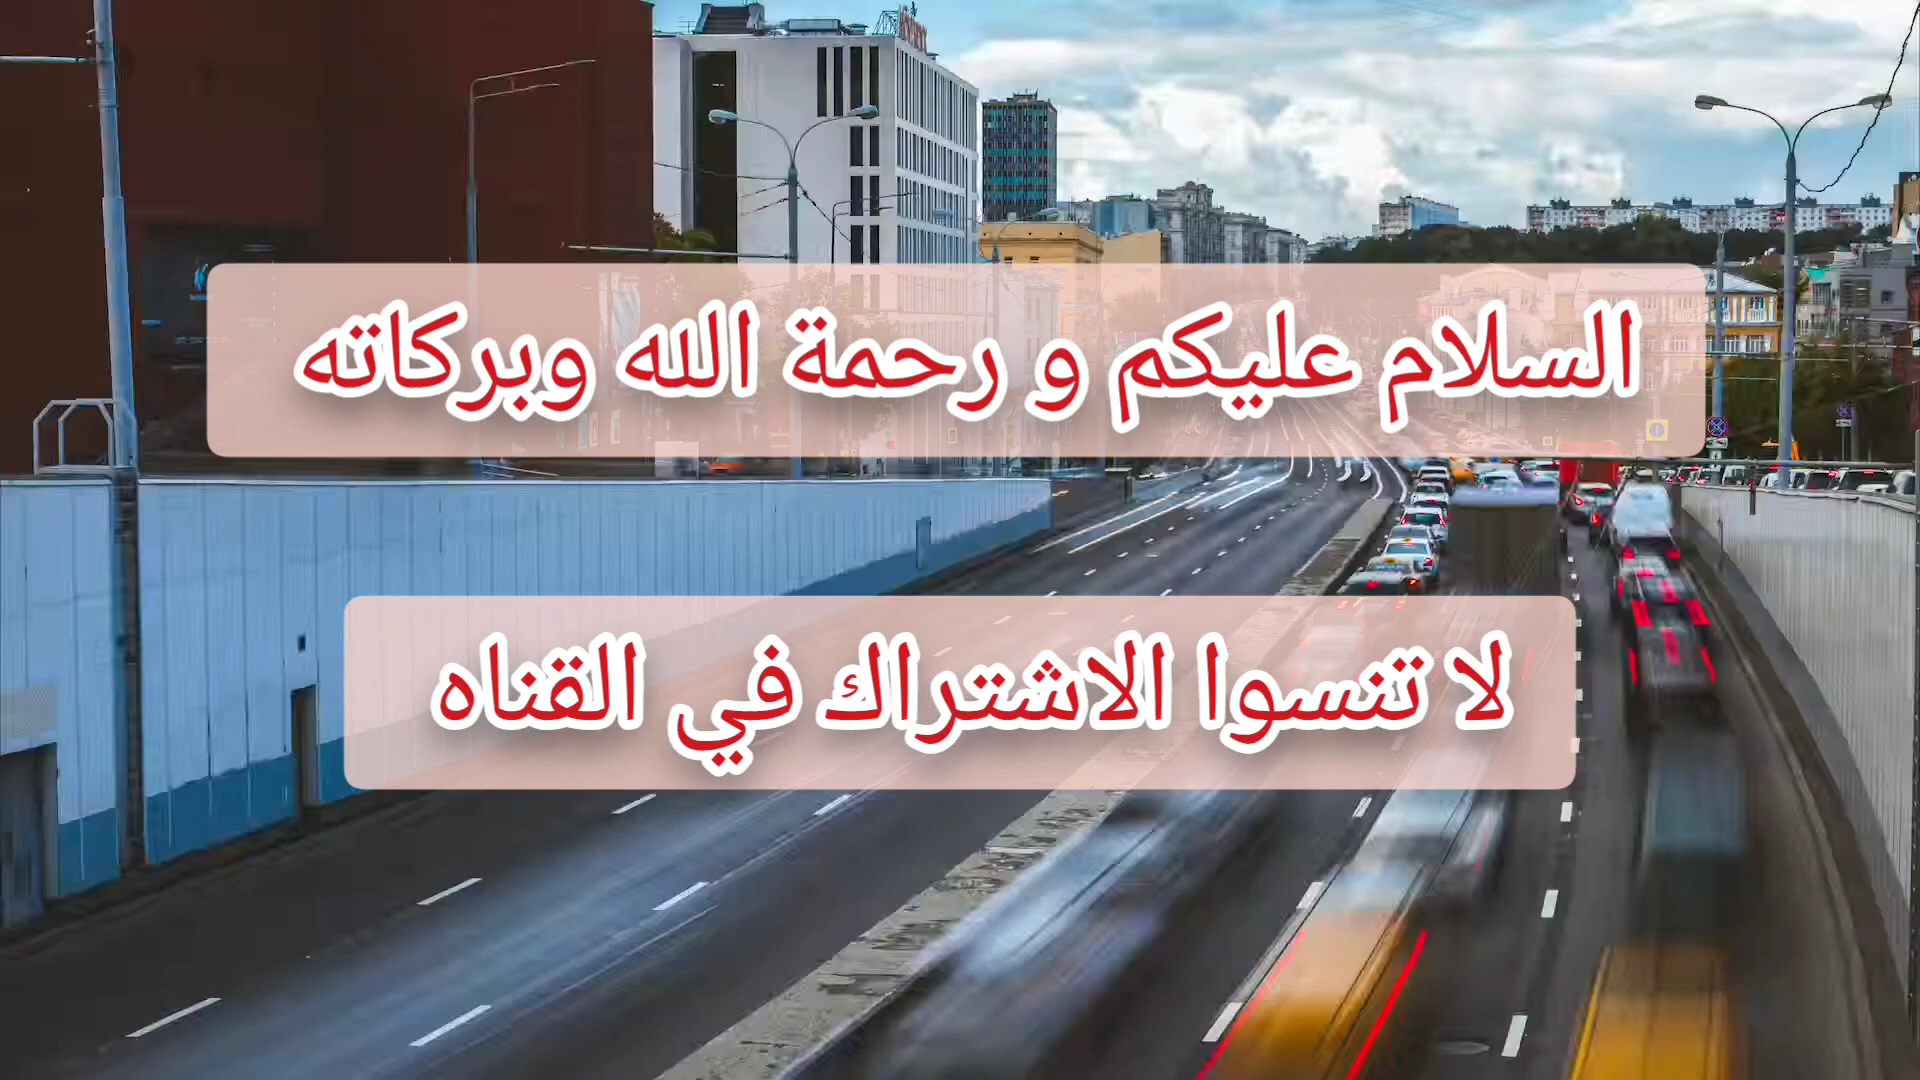 السلام عليكم و رحمة الله وبركاته
لا تنسوا الاشتراك في القناه